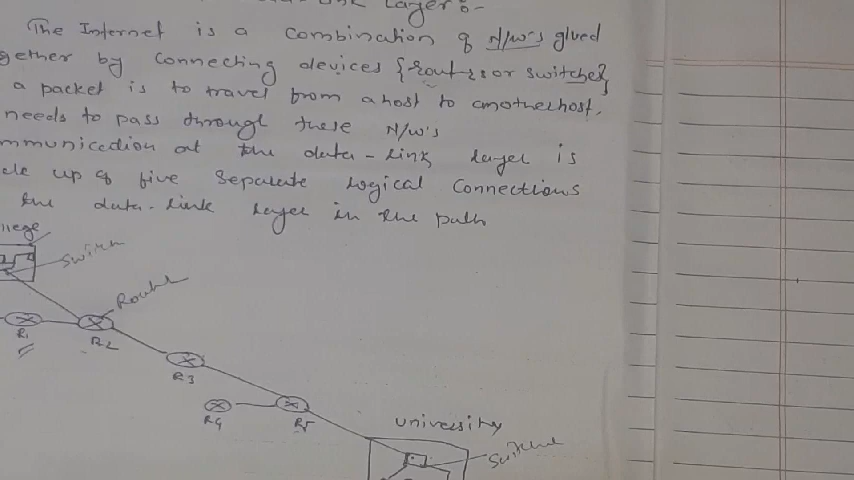 Link Layer :-
The Internet is a combination of N/w's glued
gether by connecting devices {routers or switches}
a packet is to travel from a host to another host,
needs to pass through these N/w's
mmunication at the data-link layer is
de up of five separate logical connections
the data-link layer in the path
llege
Switch
Router
R1
R2
R3
R4
R5
university
Switch